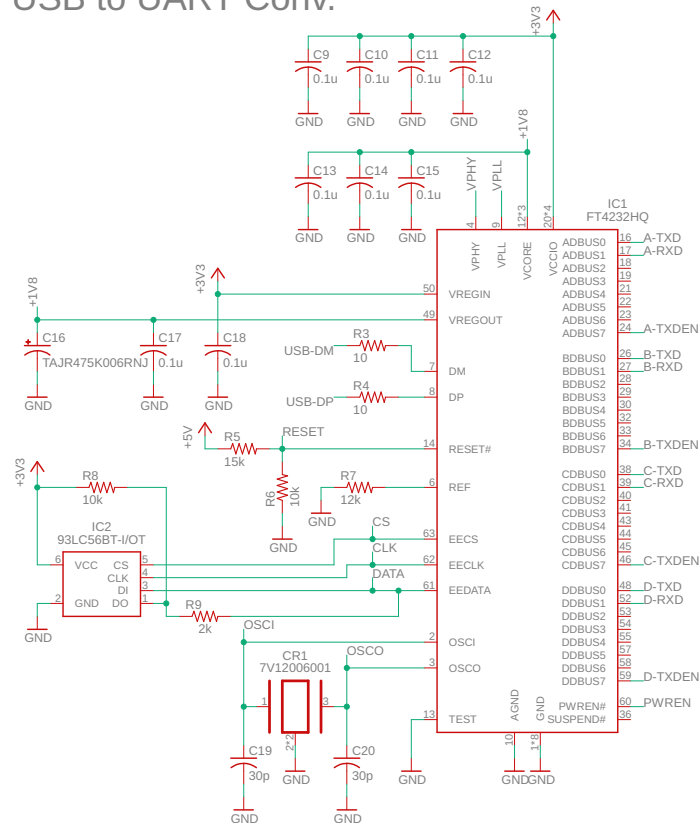 USB to UART Conv.
+3V3
C9
C10
C11
C12
0.1u
0.1u
0.1u
0.1u
GND
GND
GND
GND
+1V8
C13
C14
C15
0.1u
0.1u
0.1u
GND
GND
GND
VPHY
VPLL
4
9
12*3
20*4
IC1
FT4232HQ
VPHY
VPLL
VCORE
VCCIO
ADBUS0 16 A-TXD
ADBUS1 17 A-RXD
ADBUS2 18
ADBUS3 19
ADBUS4 21
ADBUS5 22
ADBUS6 23
ADBUS7 24 A-TXDEN
BDBUS0 26 B-TXD
BDBUS1 27 B-RXD
BDBUS2 28
BDBUS3 29
BDBUS4 30
BDBUS5 32
BDBUS6 33
BDBUS7 34 B-TXDEN
CDBUS0 38 C-TXD
CDBUS1 39 C-RXD
CDBUS2 40
CDBUS3 41
CDBUS4 43
CDBUS5 44
CDBUS6 45
CDBUS7 46 C-TXDEN
DDBUS0 48 D-TXD
DDBUS1 52 D-RXD
DDBUS2 53
DDBUS3 54
DDBUS4 55
DDBUS5 57
DDBUS6 58
DDBUS7 59 D-TXDEN
PWREN# 60 PWREN
SUSPEND# 36
50 VREGIN
49 VREGOUT
7 DM
8 DP
14 RESET#
6 REF
63 EECS
62 EECLK
61 EEDATA
2 OSCI
3 OSCO
13 TEST
AGND
GND
10
1*8
GND
GND
+1V8
+3V3
C16
TAJR475K006RNJ
C17
0.1u
C18
0.1u
GND
GND
GND
USB-DM
R3
10
USB-DP
R4
10
+5V
R5
15k
RESET
R6
10k
GND
R7
12k
GND
+3V3
R8
10k
IC2
93LC56BT-I/OT
6 VCC CS 5
CLK 4
DI 3
2 GND DO 1
GND
CS
CLK
DATA
R9
2k
OSCI
OSCO
CR1
7V12006001
1
3
2*2
GND
C19
30p
GND
C20
30p
GND
GND